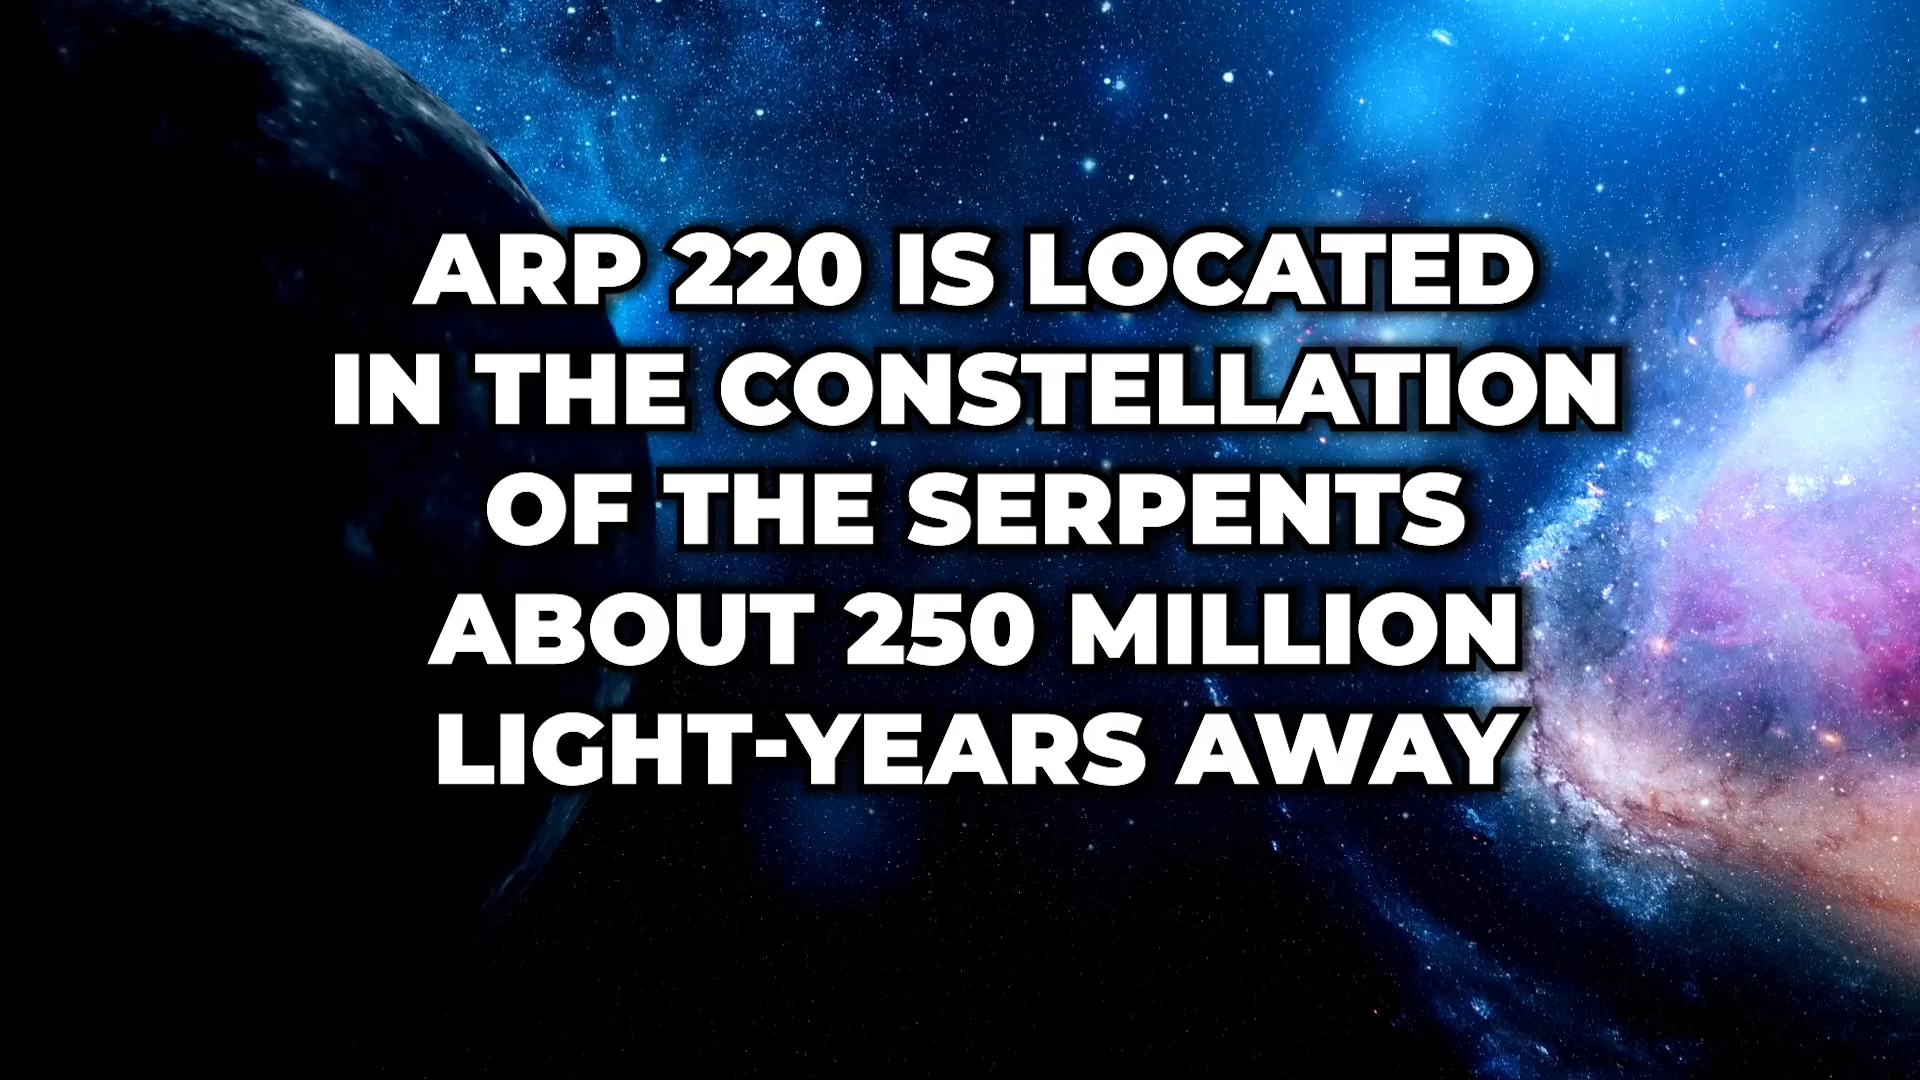 ARP 220 IS LOCATED
IN THE CONSTELLATION
OF THE SERPENTS
ABOUT 250 MILLION
LIGHT-YEARS AWAY